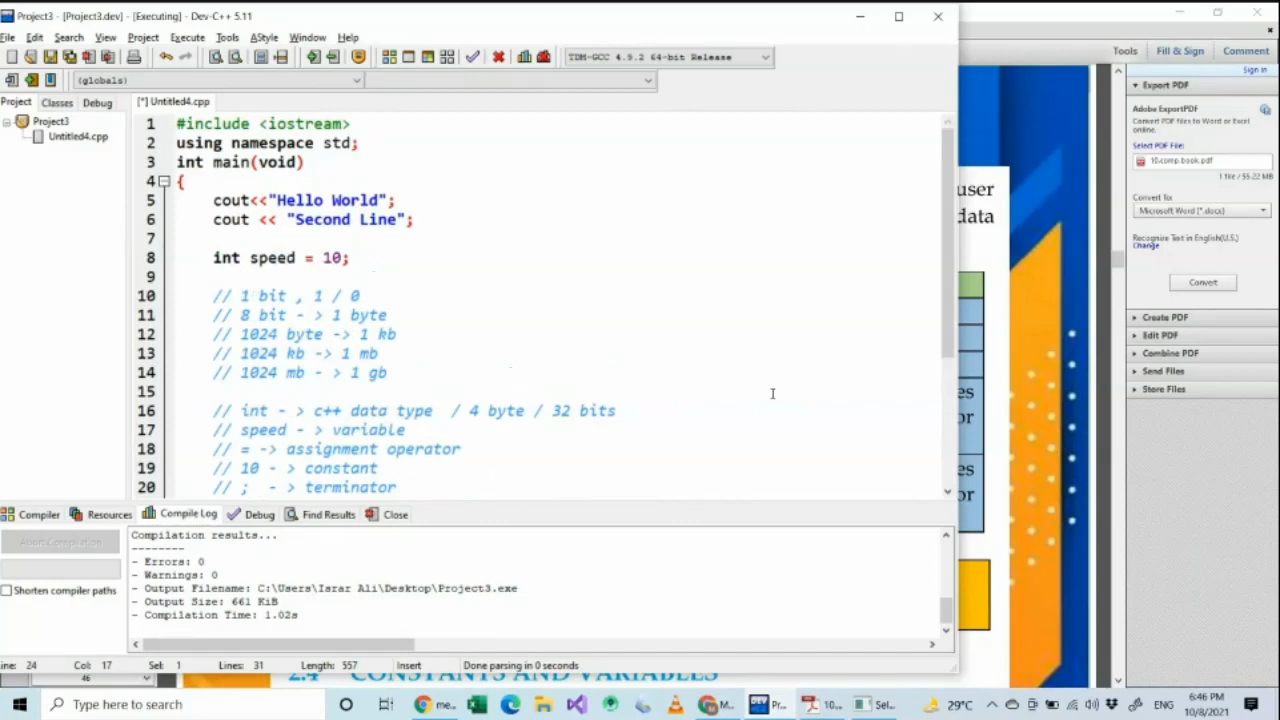 Project3 - [Project3.dev] - [Executing] - Dev-C++ 5.11
File Edit Search View Project Execute Tools AStyle Window Help
TDM-GCC 4.9.2 64-bit Release
(globals)
Project Classes Debug
[*] Untitled4.cpp
Project3
Untitled4.cpp
1 #include <iostream>
2 using namespace std;
3 int main(void)
4 {
5 cout<<"Hello World";
6 cout << "Second Line";
7
8 int speed = 10;
9
10 // 1 bit , 1 / 0
11 // 8 bit - > 1 byte
12 // 1024 byte -> 1 kb
13 // 1024 kb -> 1 mb
14 // 1024 mb - > 1 gb
15
16 // int - > c++ data type / 4 byte / 32 bits
17 // speed - > variable
18 // = -> assignment operator
19 // 10 - > constant
20 // ; - > terminator
Compiler Resources Compile Log Debug Find Results Close
Abort Compilation
Shorten compiler paths
Compilation results...
--------
- Errors: 0
- Warnings: 0
- Output Filename: C:\Users\Israr Ali\Desktop\Project3.exe
- Output Size: 661 KiB
- Compilation Time: 1.02s
ine: 24 Col: 17 Sel: 1 Lines: 31 Length: 557 Insert Done parsing in 0 seconds
46
2.4 CONSTANTS AND VARIABLES
user
data
es
or
es
or
Tools Fill & Sign Comment
Sign in
Export PDF
Adobe ExportPDF
Convert PDF files to Word or Excel
online.
Select PDF File:
10.comp.book.pdf
1 file / 55.22 MB
Convert To:
Microsoft Word (*.docx)
Recognize Text in English(U.S.)
Change
Convert
Create PDF
Edit PDF
Combine PDF
Send Files
Store Files
Type here to search
me... M... Pr... 10... Sel...
29°C
ENG
6:46 PM
10/8/2021